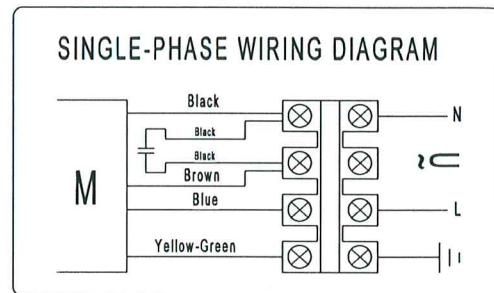 SINGLE-PHASE WIRING DIAGRAM
Black
N
Black
Black
M
Brown
Blue
L
Yellow-Green